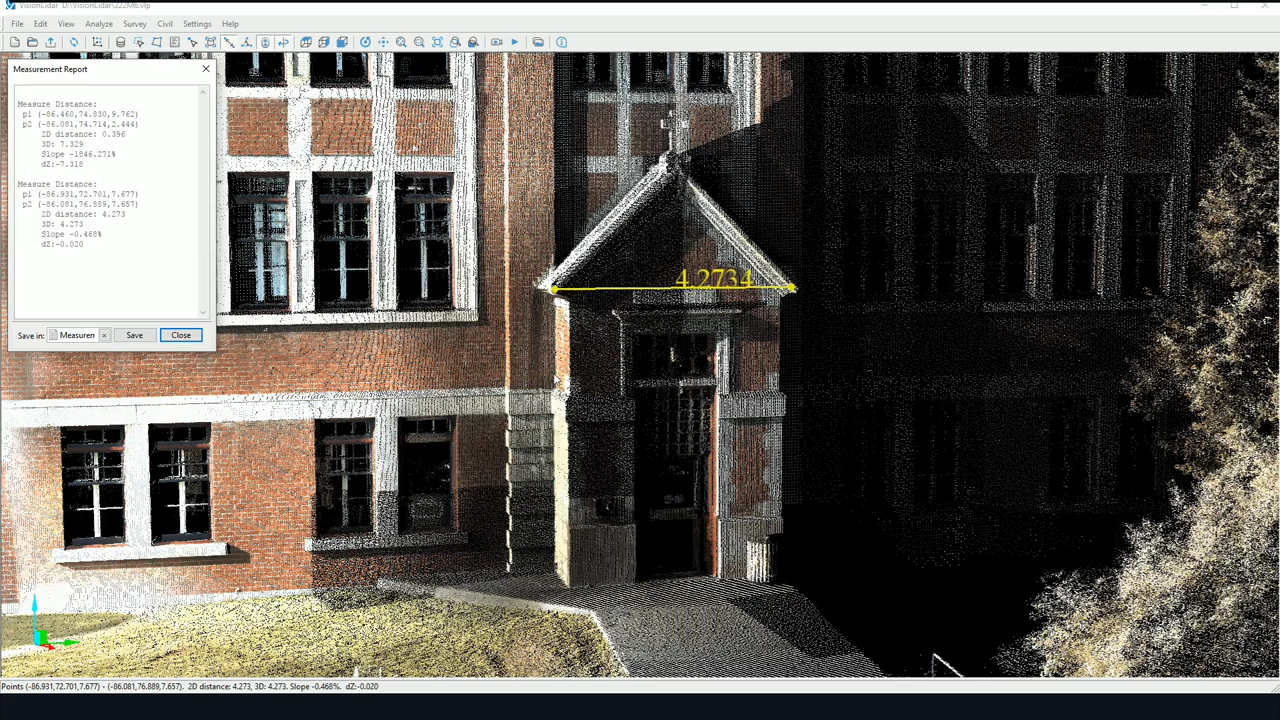 VisionLidar D:\VisionLidar\222M6.vlp
File Edit View Analyze Survey Civil Settings Help
Measurement Report
Measure Distance:
p1 (-86.460,74.830,9.762)
p2 (-86.081,74.714,2.444)
2D distance: 0.396
3D: 7.329
Slope -1846.271%
dZ:-7.318
Measure Distance:
p1 (-86.931,72.701,7.677)
p2 (-86.081,76.889,7.657)
2D distance: 4.273
3D: 4.273
Slope -0.468%
dZ:-0.020
Save in: Measuren Save Close
4.2734
Points (-86.931,72.701,7.677) - (-86.081,76.889,7.657). 2D distance: 4.273, 3D: 4.273. Slope -0.468%. dZ:-0.020